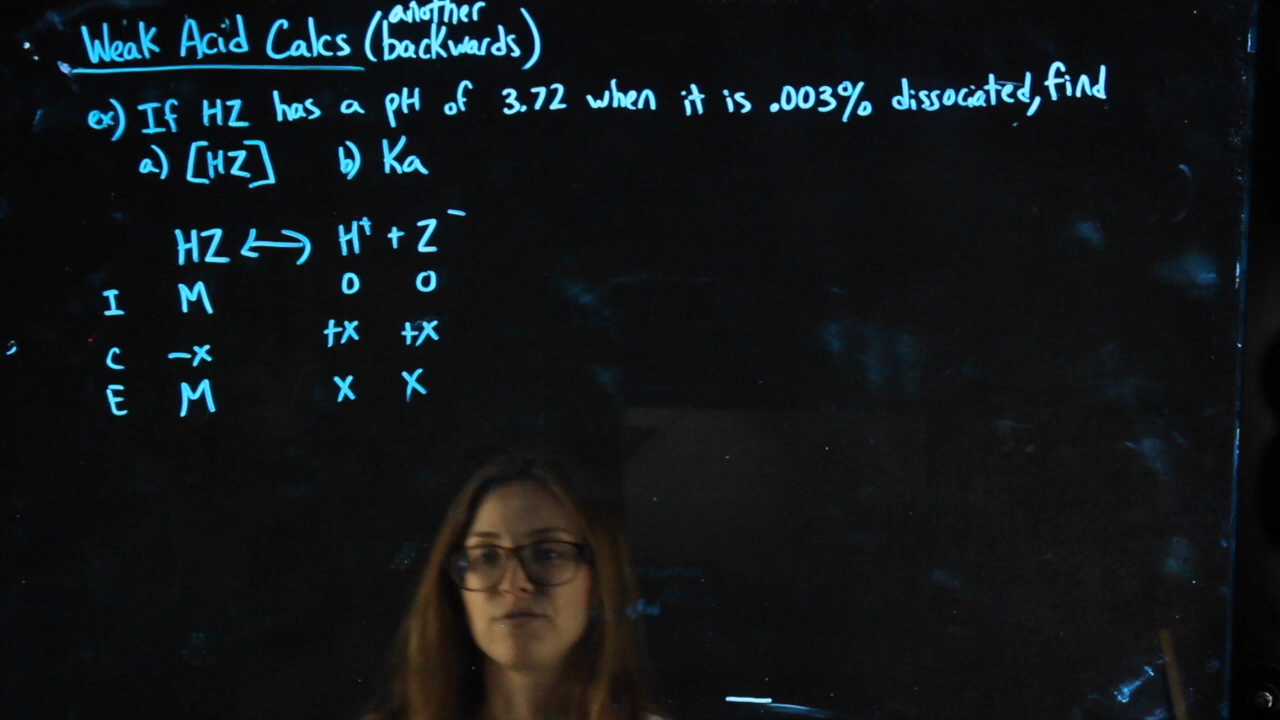 Weak Acid Calcs (another backwards)
ex) If HZ has a pH of 3.72 when it is .003% dissociated, find
a) [HZ] b) Ka
HZ ⟷ H⁺ + Z⁻
I M 0 0
C -x +x +x
E M x x